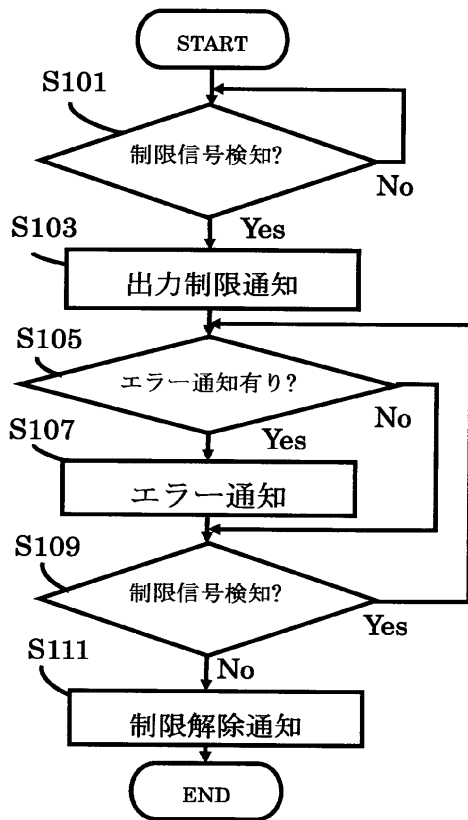 START
S101
制限信号検知?
No
Yes
S103
出力制限通知
S105
エラー通知有り?
No
Yes
S107
エラー通知
S109
制限信号検知?
Yes
No
S111
制限解除通知
END